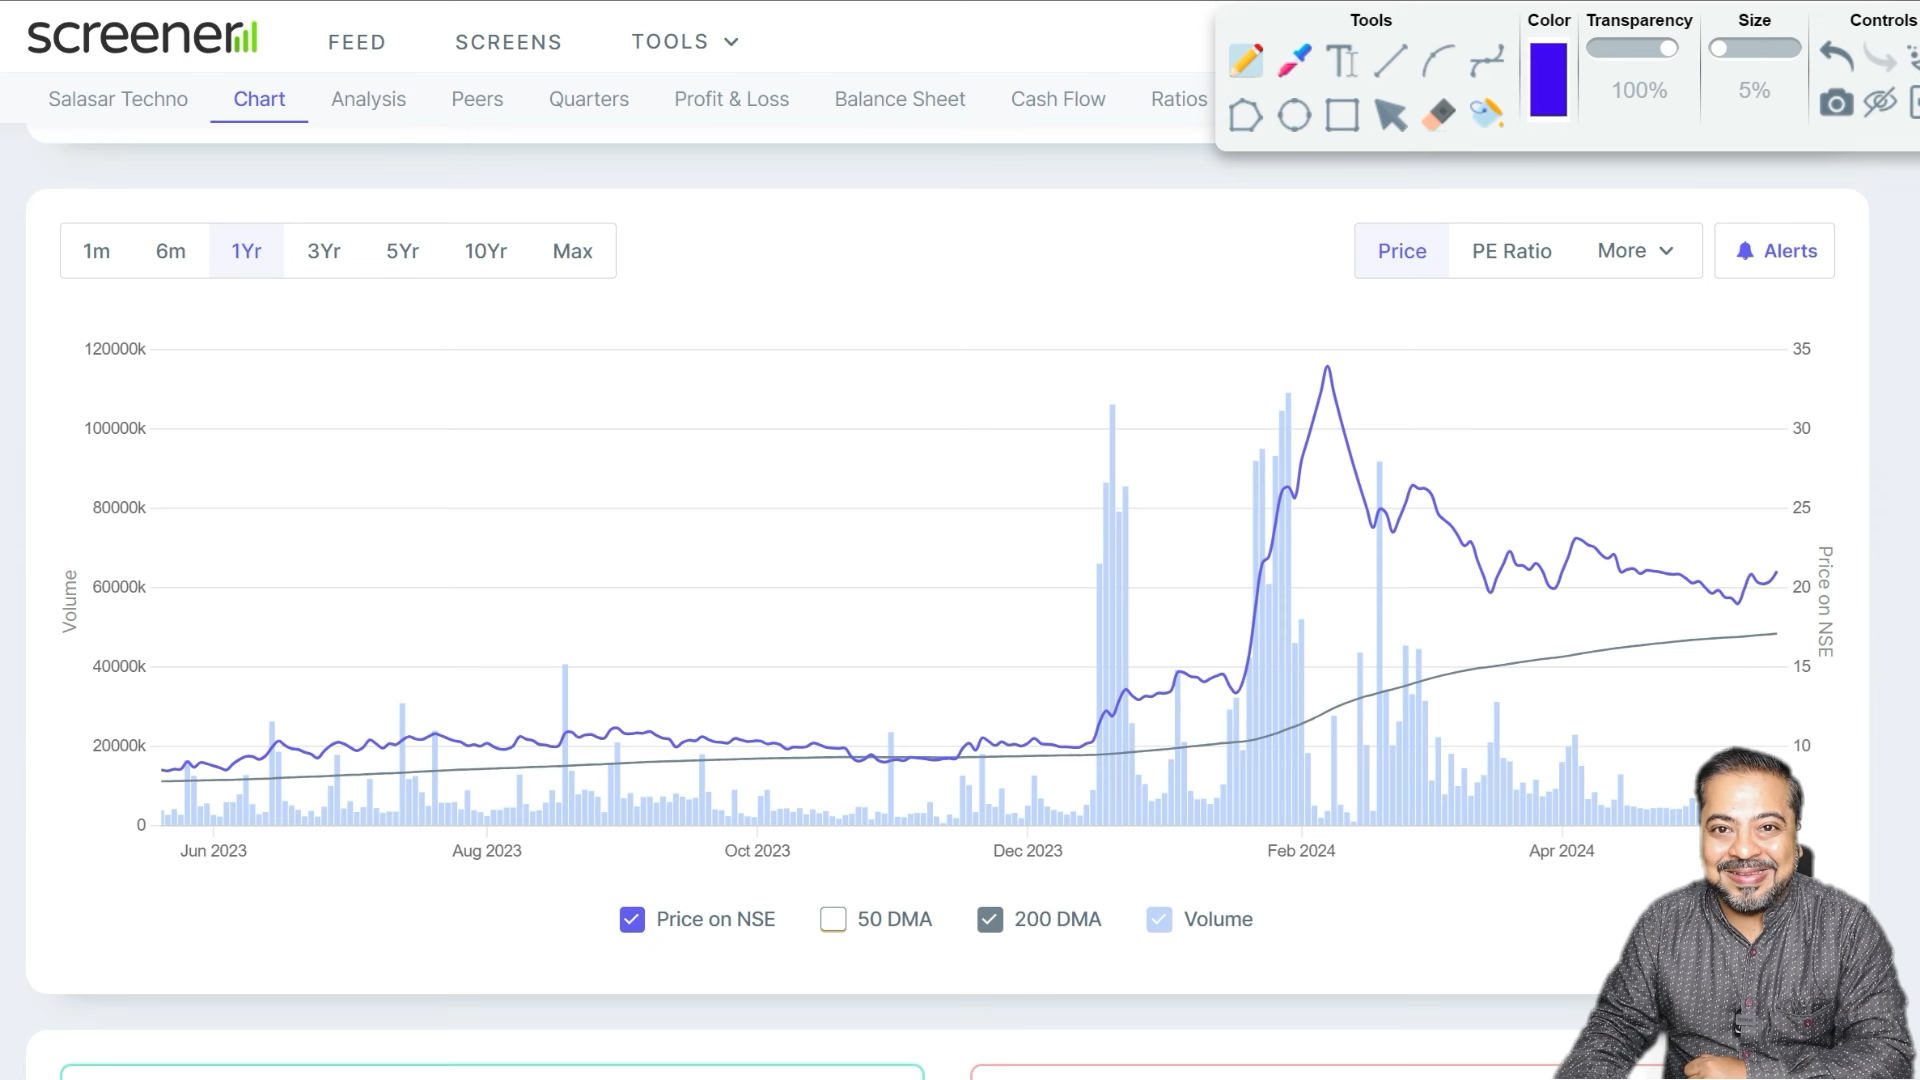 screener
FEED
SCREENS
TOOLS
Tools
Color
Transparency
Size
Controls
100%
5%
Salasar Techno
Chart
Analysis
Peers
Quarters
Profit & Loss
Balance Sheet
Cash Flow
Ratios
1m
6m
1Yr
3Yr
5Yr
10Yr
Max
Price
PE Ratio
More
Alerts
120000k
100000k
80000k
60000k
40000k
20000k
0
Volume
35
30
25
20
15
10
Price on NSE
Jun 2023
Aug 2023
Oct 2023
Dec 2023
Feb 2024
Apr 2024
Price on NSE
50 DMA
200 DMA
Volume